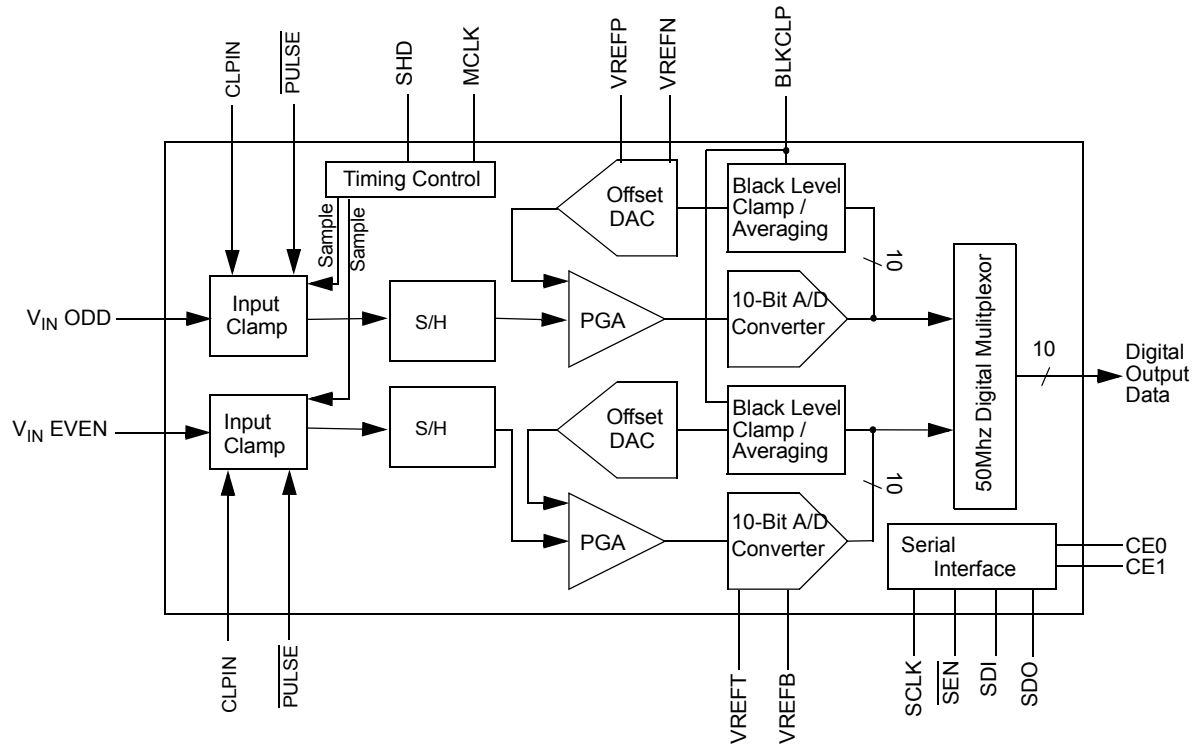 CLPIN
PULSE
SHD
MCLK
VREFP
VREFN
BLKCLP
Timing Control
Sample
Sample
Offset
DAC
Black Level
Clamp /
Averaging
10
V_IN ODD
Input
Clamp
S/H
PGA
10-Bit A/D
Converter
50Mhz Digital Mulitplexor
10
Digital
Output
Data
V_IN EVEN
Input
Clamp
S/H
Offset
DAC
Black Level
Clamp /
Averaging
10
PGA
10-Bit A/D
Converter
Serial
Interface
CE0
CE1
CLPIN
PULSE
VREFT
VREFB
SCLK
SEN
SDI
SDO